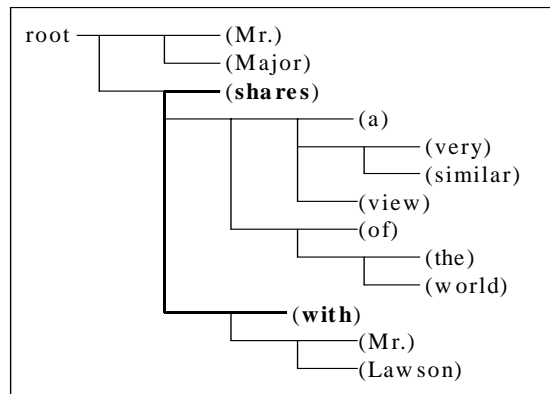 root (Mr.)
(Major)
(shares)
(a)
(very)
(similar)
(view)
(of)
(the)
(world)
(with)
(Mr.)
(Lawson)